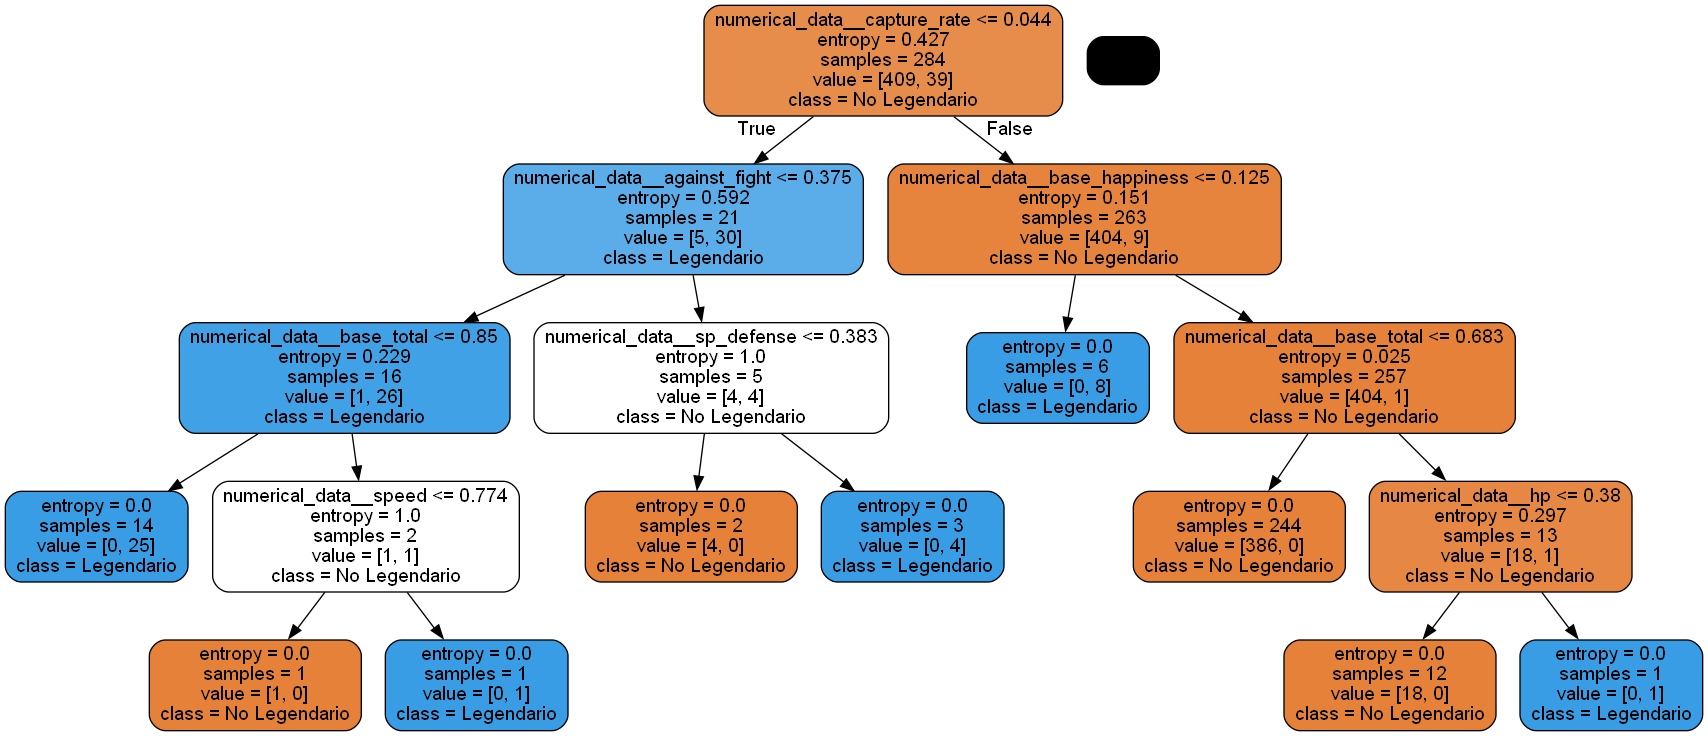 numerical_data__capture_rate <= 0.044
entropy = 0.427
samples = 284
value = [409, 39]
class = No Legendario
True
False
numerical_data__against_fight <= 0.375
entropy = 0.592
samples = 21
value = [5, 30]
class = Legendario
numerical_data__base_happiness <= 0.125
entropy = 0.151
samples = 263
value = [404, 9]
class = No Legendario
numerical_data__base_total <= 0.85
entropy = 0.229
samples = 16
value = [1, 26]
class = Legendario
numerical_data__sp_defense <= 0.383
entropy = 1.0
samples = 5
value = [4, 4]
class = No Legendario
entropy = 0.0
samples = 6
value = [0, 8]
class = Legendario
numerical_data__base_total <= 0.683
entropy = 0.025
samples = 257
value = [404, 1]
class = No Legendario
entropy = 0.0
samples = 14
value = [0, 25]
class = Legendario
numerical_data__speed <= 0.774
entropy = 1.0
samples = 2
value = [1, 1]
class = No Legendario
entropy = 0.0
samples = 2
value = [4, 0]
class = No Legendario
entropy = 0.0
samples = 3
value = [0, 4]
class = Legendario
entropy = 0.0
samples = 244
value = [386, 0]
class = No Legendario
numerical_data__hp <= 0.38
entropy = 0.297
samples = 13
value = [18, 1]
class = No Legendario
entropy = 0.0
samples = 1
value = [1, 0]
class = No Legendario
entropy = 0.0
samples = 1
value = [0, 1]
class = Legendario
entropy = 0.0
samples = 12
value = [18, 0]
class = No Legendario
entropy = 0.0
samples = 1
value = [0, 1]
class = Legendario